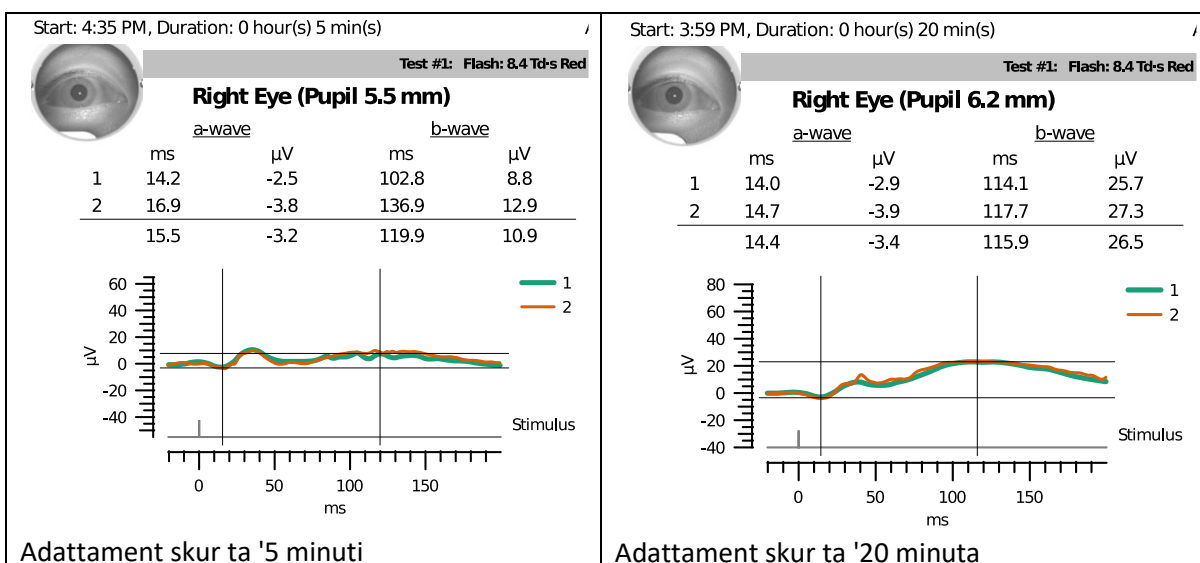 Start: 4:35 PM, Duration: 0 hour(s) 5 min(s)
Test #1: Flash: 8.4 Td·s Red
Right Eye (Pupil 5.5 mm)
a-wave b-wave
ms µV ms µV
1 14.2 -2.5 102.8 8.8
2 16.9 -3.8 136.9 12.9
15.5 -3.2 119.9 10.9
60
40
20
0
-20
-40
µV
1
2
Stimulus
0 50 100 150
ms
Adattament skur ta '5 minuti
Start: 3:59 PM, Duration: 0 hour(s) 20 min(s)
Test #1: Flash: 8.4 Td·s Red
Right Eye (Pupil 6.2 mm)
a-wave b-wave
ms µV ms µV
1 14.0 -2.9 114.1 25.7
2 14.7 -3.9 117.7 27.3
14.4 -3.4 115.9 26.5
80
60
40
20
0
-20
-40
µV
1
2
Stimulus
0 50 100 150
ms
Adattament skur ta '20 minuta